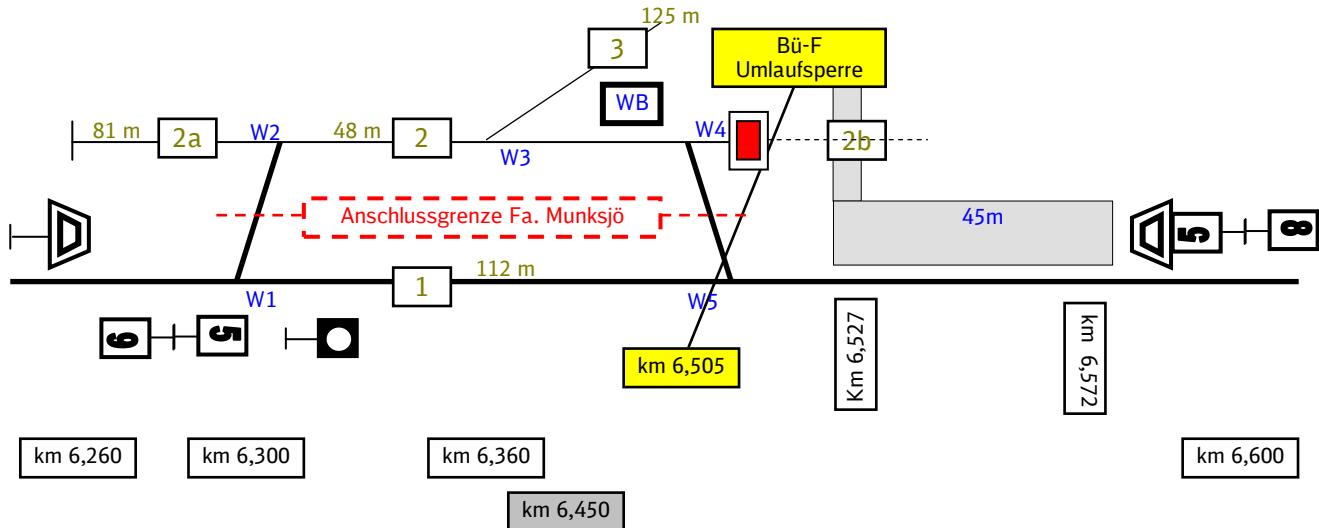 125 m
3
Bü-F
Umlaufsperre
WB
81 m
2a
W2
48 m
2
W3
W4
2b
Anschlussgrenze Fa. Munksjö
45m
5
8
112 m
1
W1
W5
6
5
km 6,505
Km 6,527
km 6,572
km 6,260
km 6,300
km 6,360
km 6,600
km 6,450